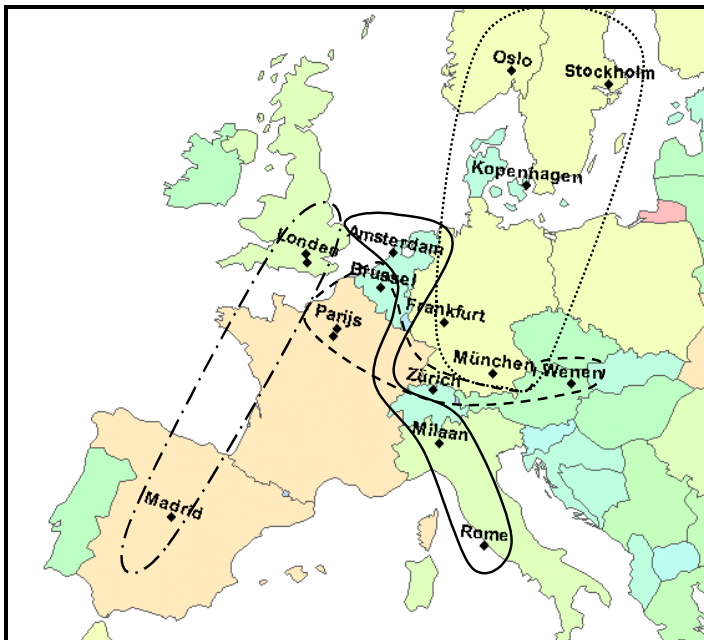 Oslo
Stockholm
Kopenhagen
Londen
Amsterdam
Brussel
Parijs
Frankfurt
München
Wenen
Zürich
Milaan
Madrid
Rome